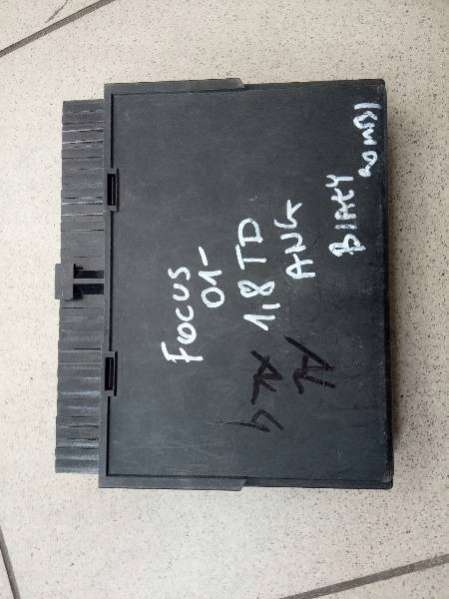 FOCUS
01-
1,8 TD
ANG
BIAŁY
KOMBI